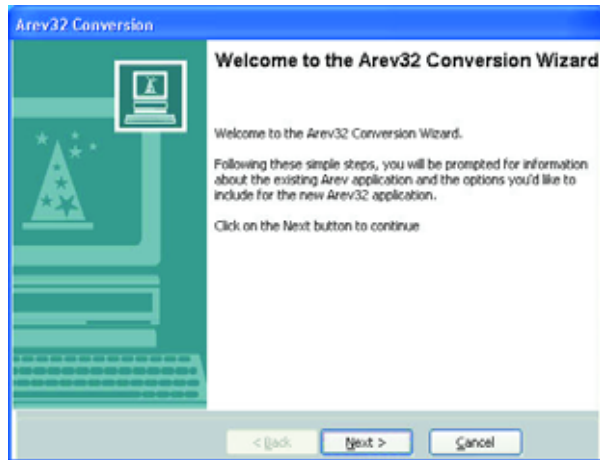 Arev32 Conversion
Welcome to the Arev32 Conversion Wizard
Welcome to the Arev32 Conversion Wizard.
Following these simple steps, you will be prompted for information
about the existing Arev application and the options you'd like to
include for the new Arev32 application.
Click on the Next button to continue
< Back
Next >
Cancel